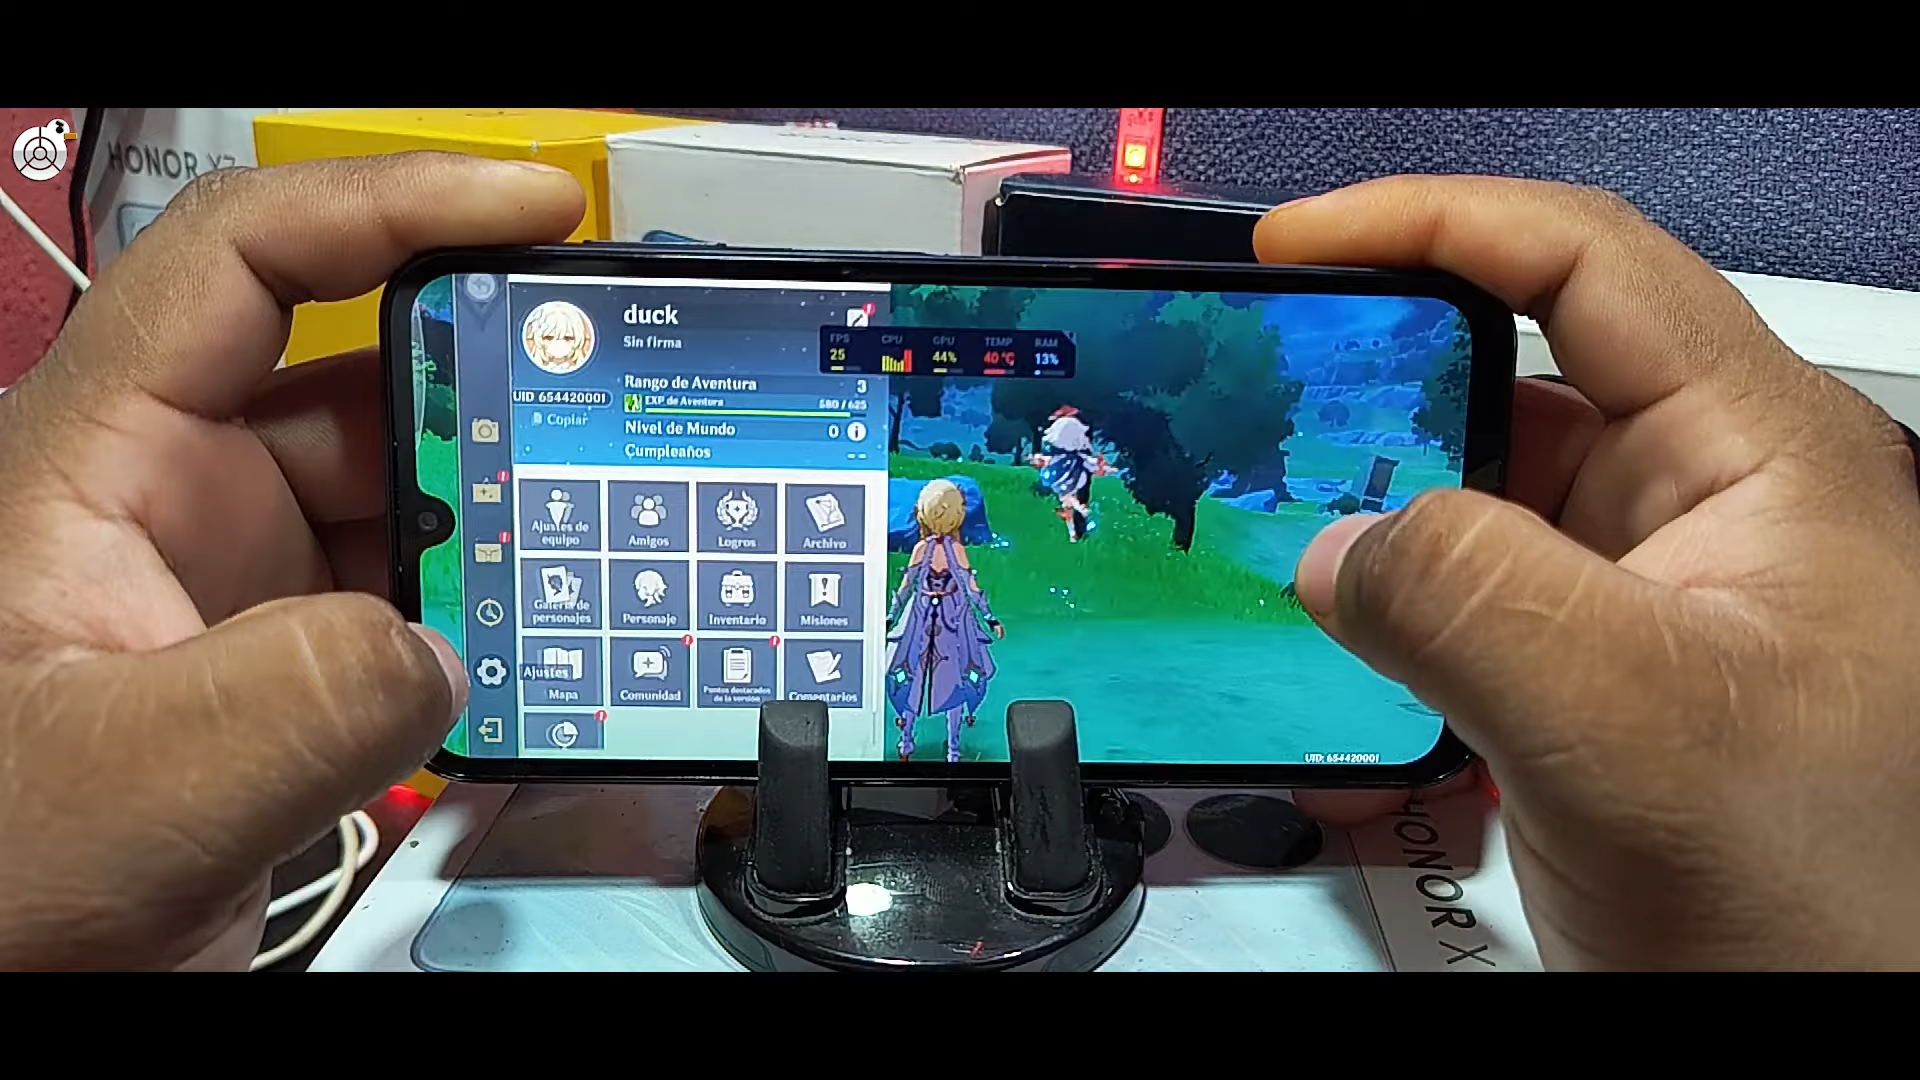 HONOR X7
duck
Sin firma
UID 654420001
Copiar
Rango de Aventura 3
EXP de Aventura 580 / 625
Nivel de Mundo 0
Cumpleaños --
FPS CPU GPU TEMP RAM
25 44% 40 °C 13%
Ajustes de equipo
Amigos
Logros
Archivo
Galería de personajes
Personaje
Inventario
Misiones
Ajustes
Mapa
Comunidad
Puntos destacados de la versión
Comentarios
UID: 654420001
HONOR X